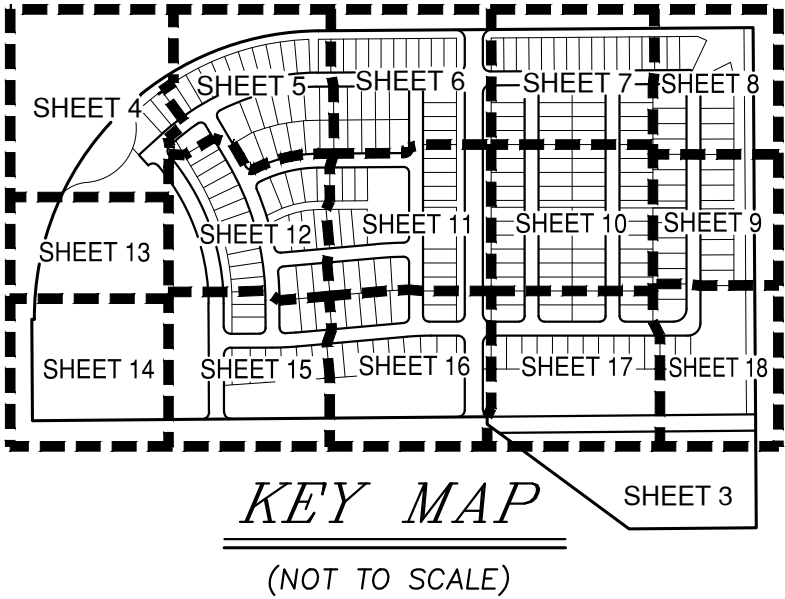 SHEET 4
SHEET 5
SHEET 6
SHEET 7
SHEET 8
SHEET 13
SHEET 12
SHEET 11
SHEET 10
SHEET 9
SHEET 14
SHEET 15
SHEET 16
SHEET 17
SHEET 18
SHEET 3
KEY MAP
(NOT TO SCALE)